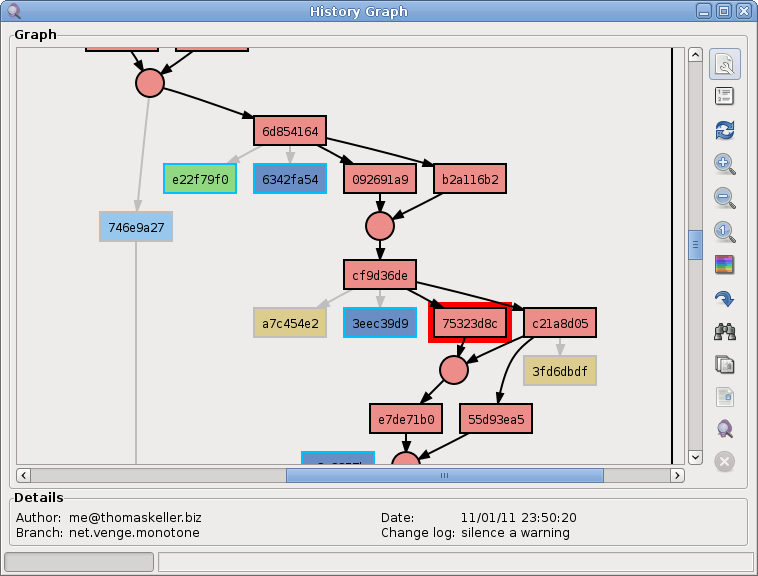 History Graph
Graph
6d854164
e22f79f0
6342fa54
092691a9
b2a116b2
746e9a27
cf9d36de
a7c454e2
3eec39d9
75323d8c
c21a8d05
3fd6dbdf
e7de71b0
55d93ea5
Details
Author: me@thomaskeller.biz
Date: 11/01/11 23:50:20
Branch: net.venge.monotone
Change log: silence a warning